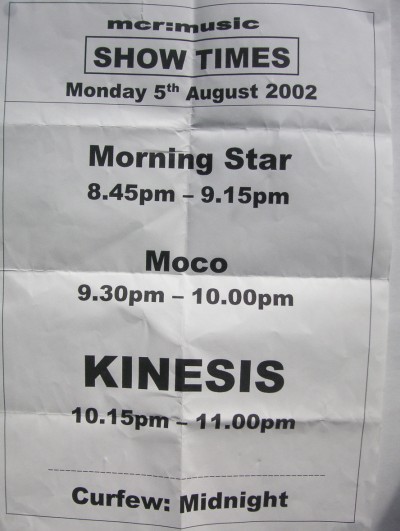 mcr:music
SHOW TIMES
Monday 5th August 2002
Morning Star
8.45pm – 9.15pm
Moco
9.30pm – 10.00pm
KINESIS
10.15pm – 11.00pm
Curfew: Midnight